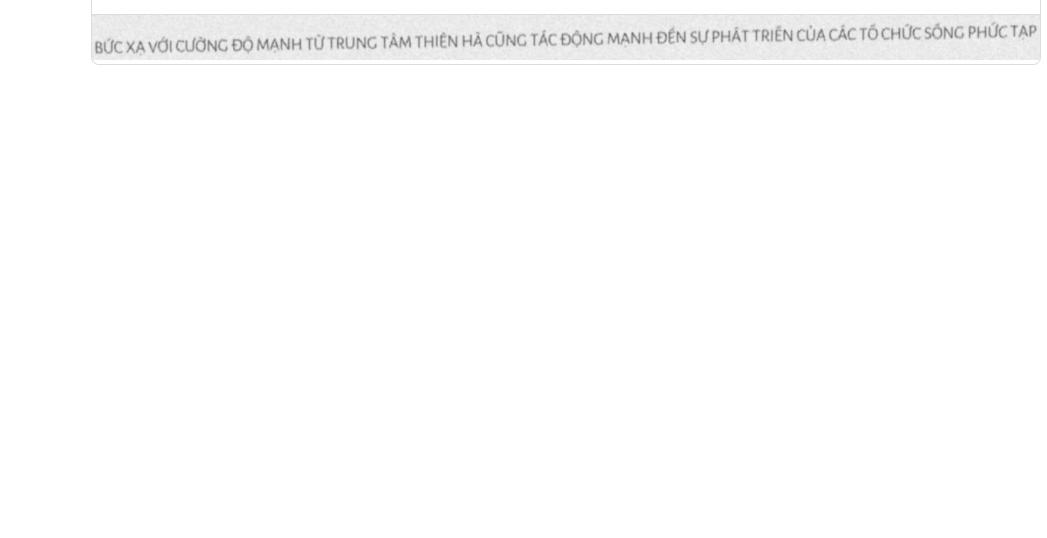 BỨC XẠ VỚI CƯỜNG ĐỘ MẠNH TỪ TRUNG TÂM THIÊN HÀ CŨNG TÁC ĐỘNG MẠNH ĐẾN SỰ PHÁT TRIỂN CỦA CÁC TỔ CHỨC SỐNG PHỨC TẠP